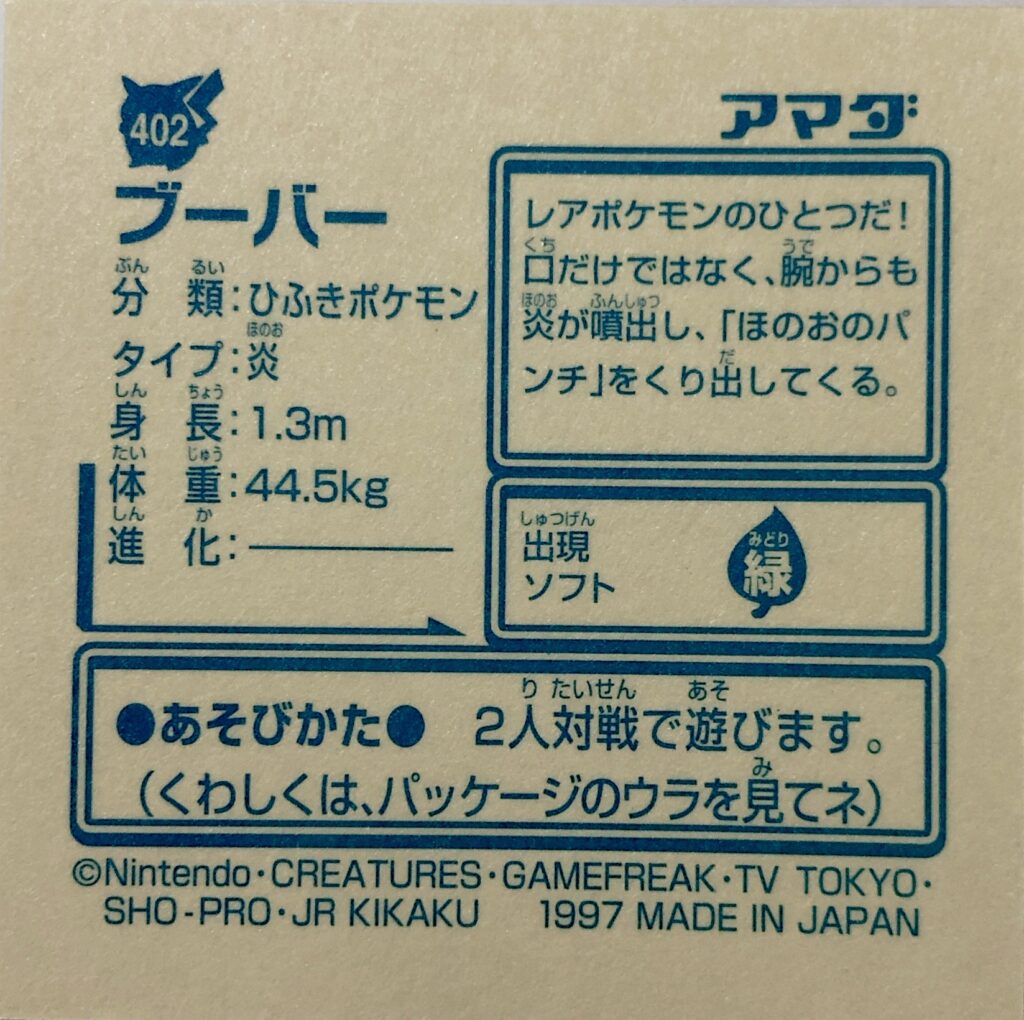 402
アマダ
ブーバー
分類:ひふきポケモン
タイプ:炎
身長:1.3m
体重:44.5kg
進化:―――――
レアポケモンのひとつだ!
口だけではなく、腕からも
炎が噴出し、「ほのおのパ
ンチ」をくり出してくる。
出現
ソフト
緑
●あそびかた● 2人対戦で遊びます。
(くわしくは、パッケージのウラを見てネ)
©Nintendo・CREATURES・GAMEFREAK・TV TOKYO・
SHO-PRO・JR KIKAKU 1997 MADE IN JAPAN